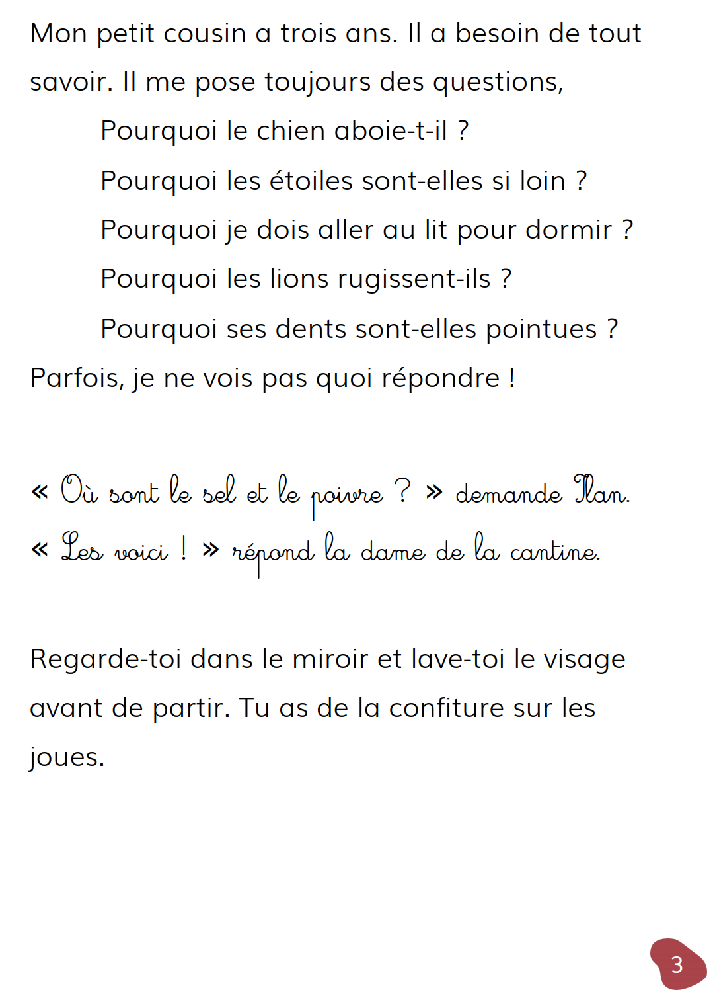 Mon petit cousin a trois ans. Il a besoin de tout
savoir. Il me pose toujours des questions,
Pourquoi le chien aboie-t-il ?
Pourquoi les étoiles sont-elles si loin ?
Pourquoi je dois aller au lit pour dormir ?
Pourquoi les lions rugissent-ils ?
Pourquoi ses dents sont-elles pointues ?
Parfois, je ne vois pas quoi répondre !
« Où sont le sel et le poivre ? » demande Ilan.
« Les voici ! » répond la dame de la cantine.
Regarde-toi dans le miroir et lave-toi le visage
avant de partir. Tu as de la confiture sur les
joues.
3